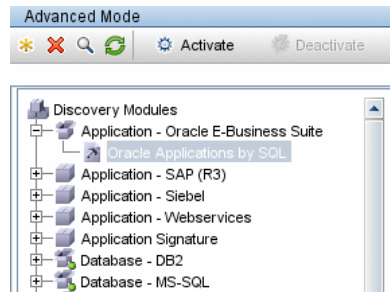 Advanced Mode
Activate Deactivate
Discovery Modules
Application - Oracle E-Business Suite
Oracle Applications by SQL
Application - SAP (R3)
Application - Siebel
Application - Webservices
Application Signature
Database - DB2
Database - MS-SQL